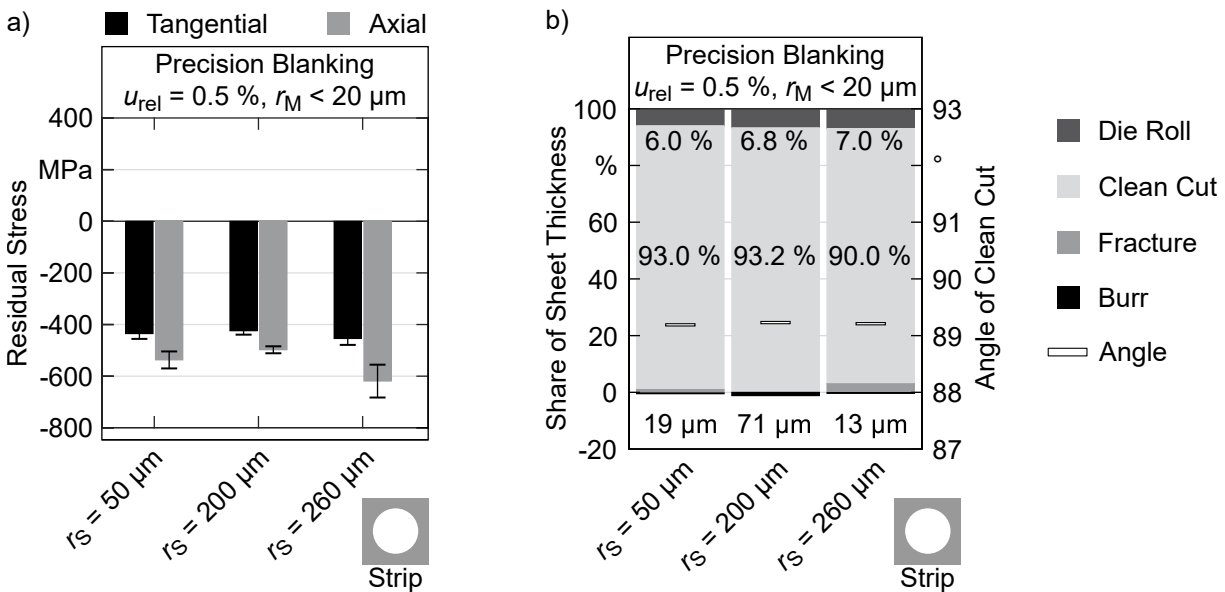 a)
Tangential
Axial
Precision Blanking
u_rel = 0.5 %, r_M < 20 µm
Residual Stress
400
MPa
0
-200
-400
-600
-800
r_S = 50 µm
r_S = 200 µm
r_S = 260 µm
Strip
b)
Precision Blanking
u_rel = 0.5 %, r_M < 20 µm
Share of Sheet Thickness
100
%
60
40
20
0
-20
6.0 %
6.8 %
7.0 %
93.0 %
93.2 %
90.0 %
19 µm
71 µm
13 µm
Angle of Clean Cut
93
°
91
90
89
88
87
r_S = 50 µm
r_S = 200 µm
r_S = 260 µm
Strip
Die Roll
Clean Cut
Fracture
Burr
Angle